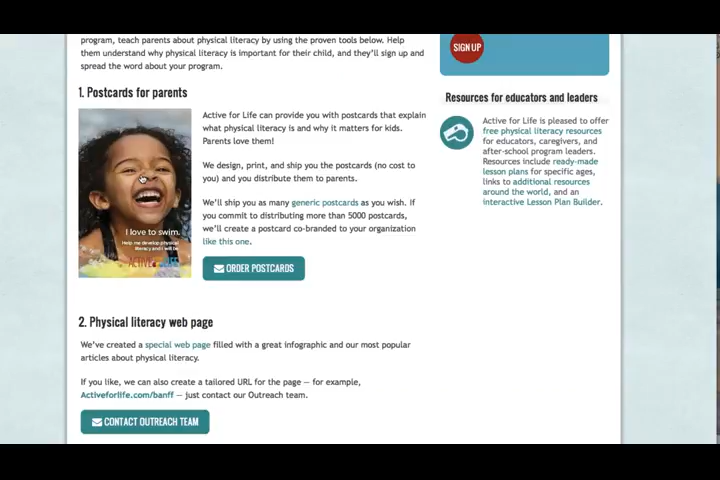 program, teach parents about physical literacy by using the proven tools below. Help
them understand why physical literacy is important for their child, and they'll sign up and
spread the word about your program.
1. Postcards for parents
Active for Life can provide you with postcards that explain
what physical literacy is and why it matters for kids.
Parents love them!
We design, print, and ship you the postcards (no cost to
you) and you distribute them to parents.
We'll ship you as many generic postcards as you wish. If
you commit to distributing more than 5000 postcards,
we'll create a postcard co-branded to your organization
like this one.
I love to swim.
Help me develop physical
literacy and I will be
ACTIVE FOR LIFE
ORDER POSTCARDS
2. Physical literacy web page
We've created a special web page filled with a great infographic and our most popular
articles about physical literacy.
If you like, we can also create a tailored URL for the page — for example,
Activeforlife.com/banff — just contact our Outreach team.
CONTACT OUTREACH TEAM
SIGN UP
Resources for educators and leaders
Active for Life is pleased to offer
free physical literacy resources
for educators, caregivers, and
after-school program leaders.
Resources include ready-made
lesson plans for specific ages,
links to additional resources
around the world, and an
interactive Lesson Plan Builder.